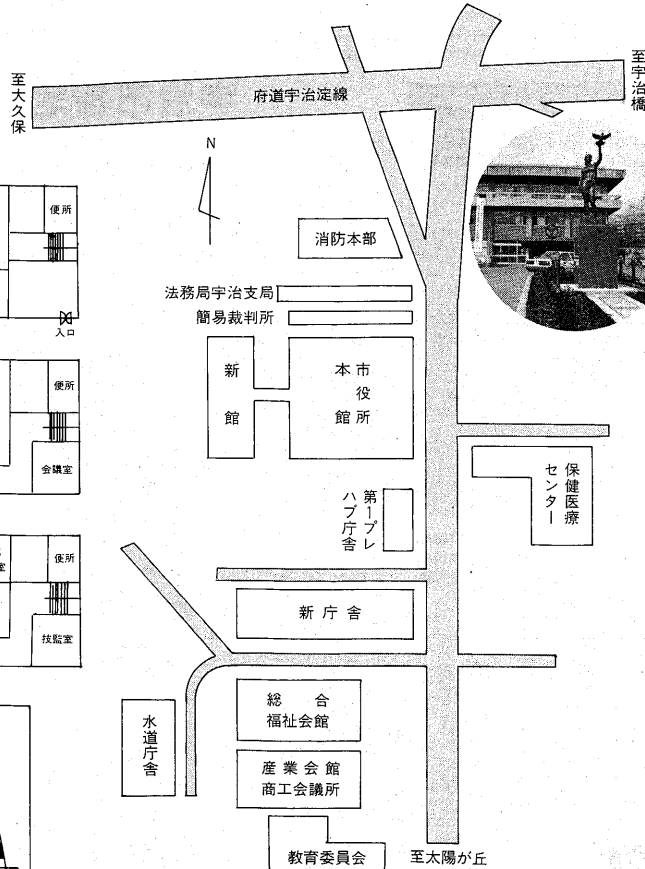 至大久保
府道宇治淀線
至宇治橋
N
便所
消防本部
法務局宇治支局
簡易裁判所
入口
新館
市役所
本館
便所
会議室
第1プレ
ハブ庁舎
保健医療
センター
便所
室
新庁舎
技監室
総合
福祉会館
水道庁舎
産業会館
商工会議所
教育委員会
至太陽が丘